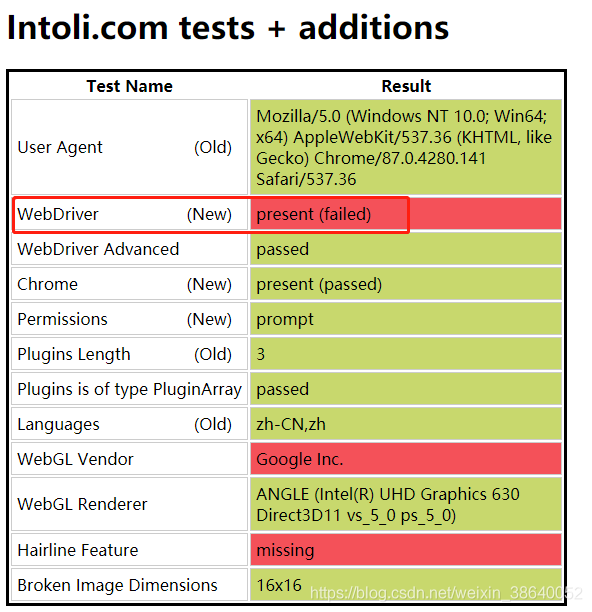 Intoli.com tests + additions
Test Name Result
User Agent (Old) Mozilla/5.0 (Windows NT 10.0; Win64;
x64) AppleWebKit/537.36 (KHTML, like
Gecko) Chrome/87.0.4280.141
Safari/537.36
WebDriver (New) present (failed)
WebDriver Advanced passed
Chrome (New) present (passed)
Permissions (New) prompt
Plugins Length (Old) 3
Plugins is of type PluginArray passed
Languages (Old) zh-CN,zh
WebGL Vendor Google Inc.
WebGL Renderer ANGLE (Intel(R) UHD Graphics 630
Direct3D11 vs_5_0 ps_5_0)
Hairline Feature missing
Broken Image Dimensions 16x16
https://blog.csdn.net/weixin_38640052